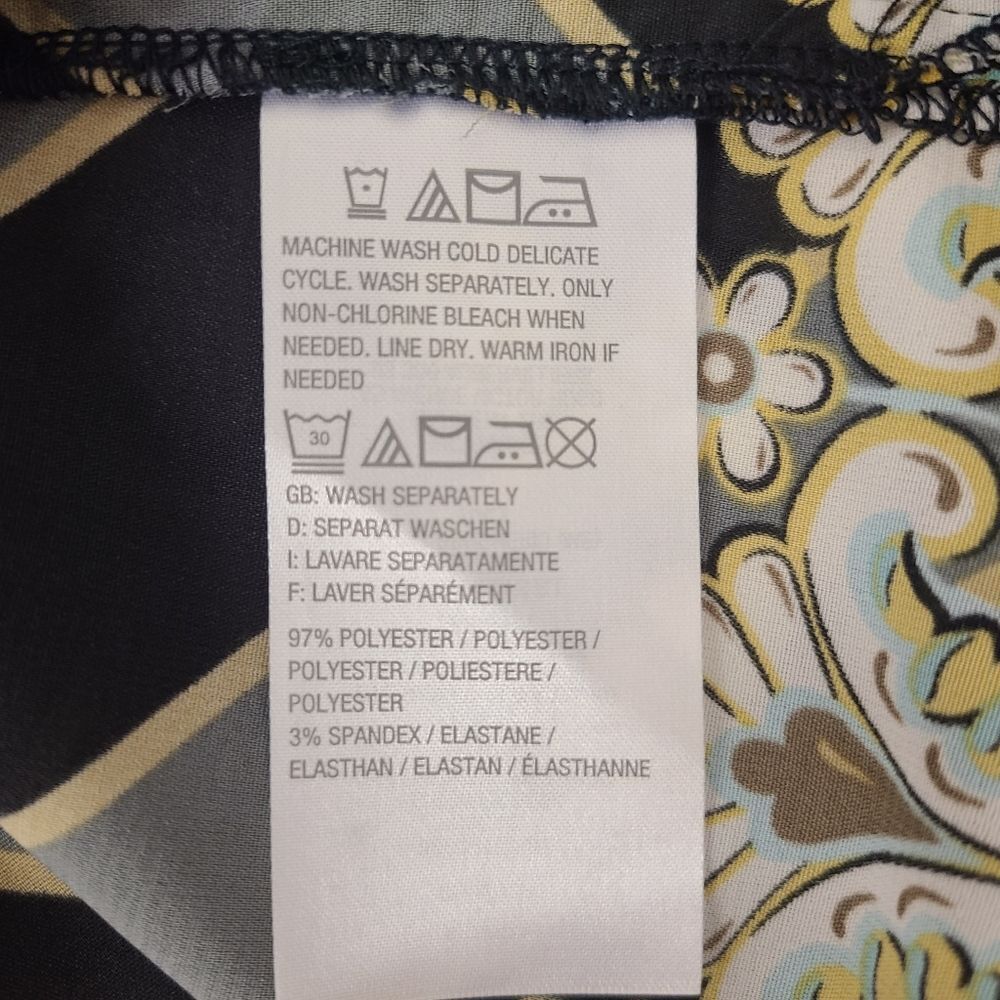 MACHINE WASH COLD DELICATE
CYCLE. WASH SEPARATELY. ONLY
NON-CHLORINE BLEACH WHEN
NEEDED. LINE DRY. WARM IRON IF
NEEDED
30
GB: WASH SEPARATELY
D: SEPARAT WASCHEN
I: LAVARE SEPARATAMENTE
F: LAVER SÉPARÉMENT
97% POLYESTER / POLYESTER /
POLYESTER / POLIESTERE /
POLYESTER
3% SPANDEX / ELASTANE /
ELASTHAN / ELASTAN / ÉLASTHANNE